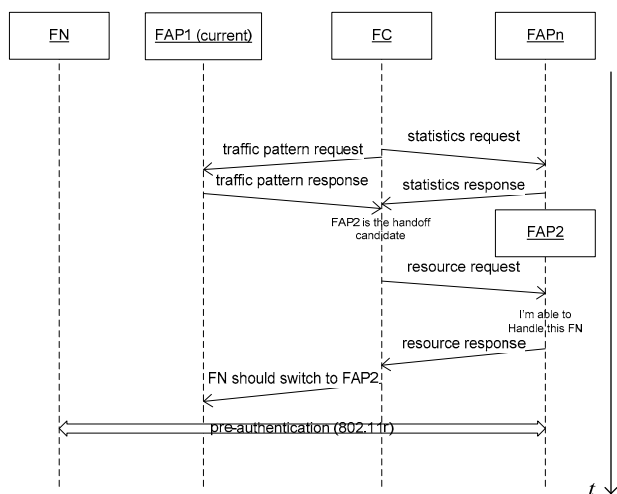 FN
FAP1 (current)
FC
FAPn
statistics request
traffic pattern request
traffic pattern response
statistics response
FAP2 is the handoff
candidate
FAP2
resource request
I'm able to
Handle this FN
resource response
FN should switch to FAP2
pre-authentication (802.11r)
t